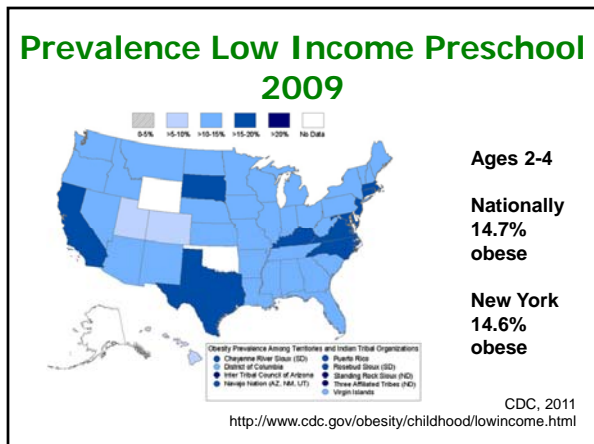 Prevalence Low Income Preschool
2009
0-5%
>5-10%
>10-15%
>15-20%
>20%
No Data
Ages 2-4
Nationally
14.7%
obese
New York
14.6%
obese
Obesity Prevalence Among Territories and Indian Tribal Organizations
Cheyenne River Sioux (SD)
District of Columbia
Inter Tribal Council of Arizona
Navajo Nation (AZ, NM, UT)
Puerto Rico
Rosebud Sioux (SD)
Standing Rock Sioux (ND)
Three Affiliated Tribes (ND)
Virgin Islands
CDC, 2011
http://www.cdc.gov/obesity/childhood/lowincome.html